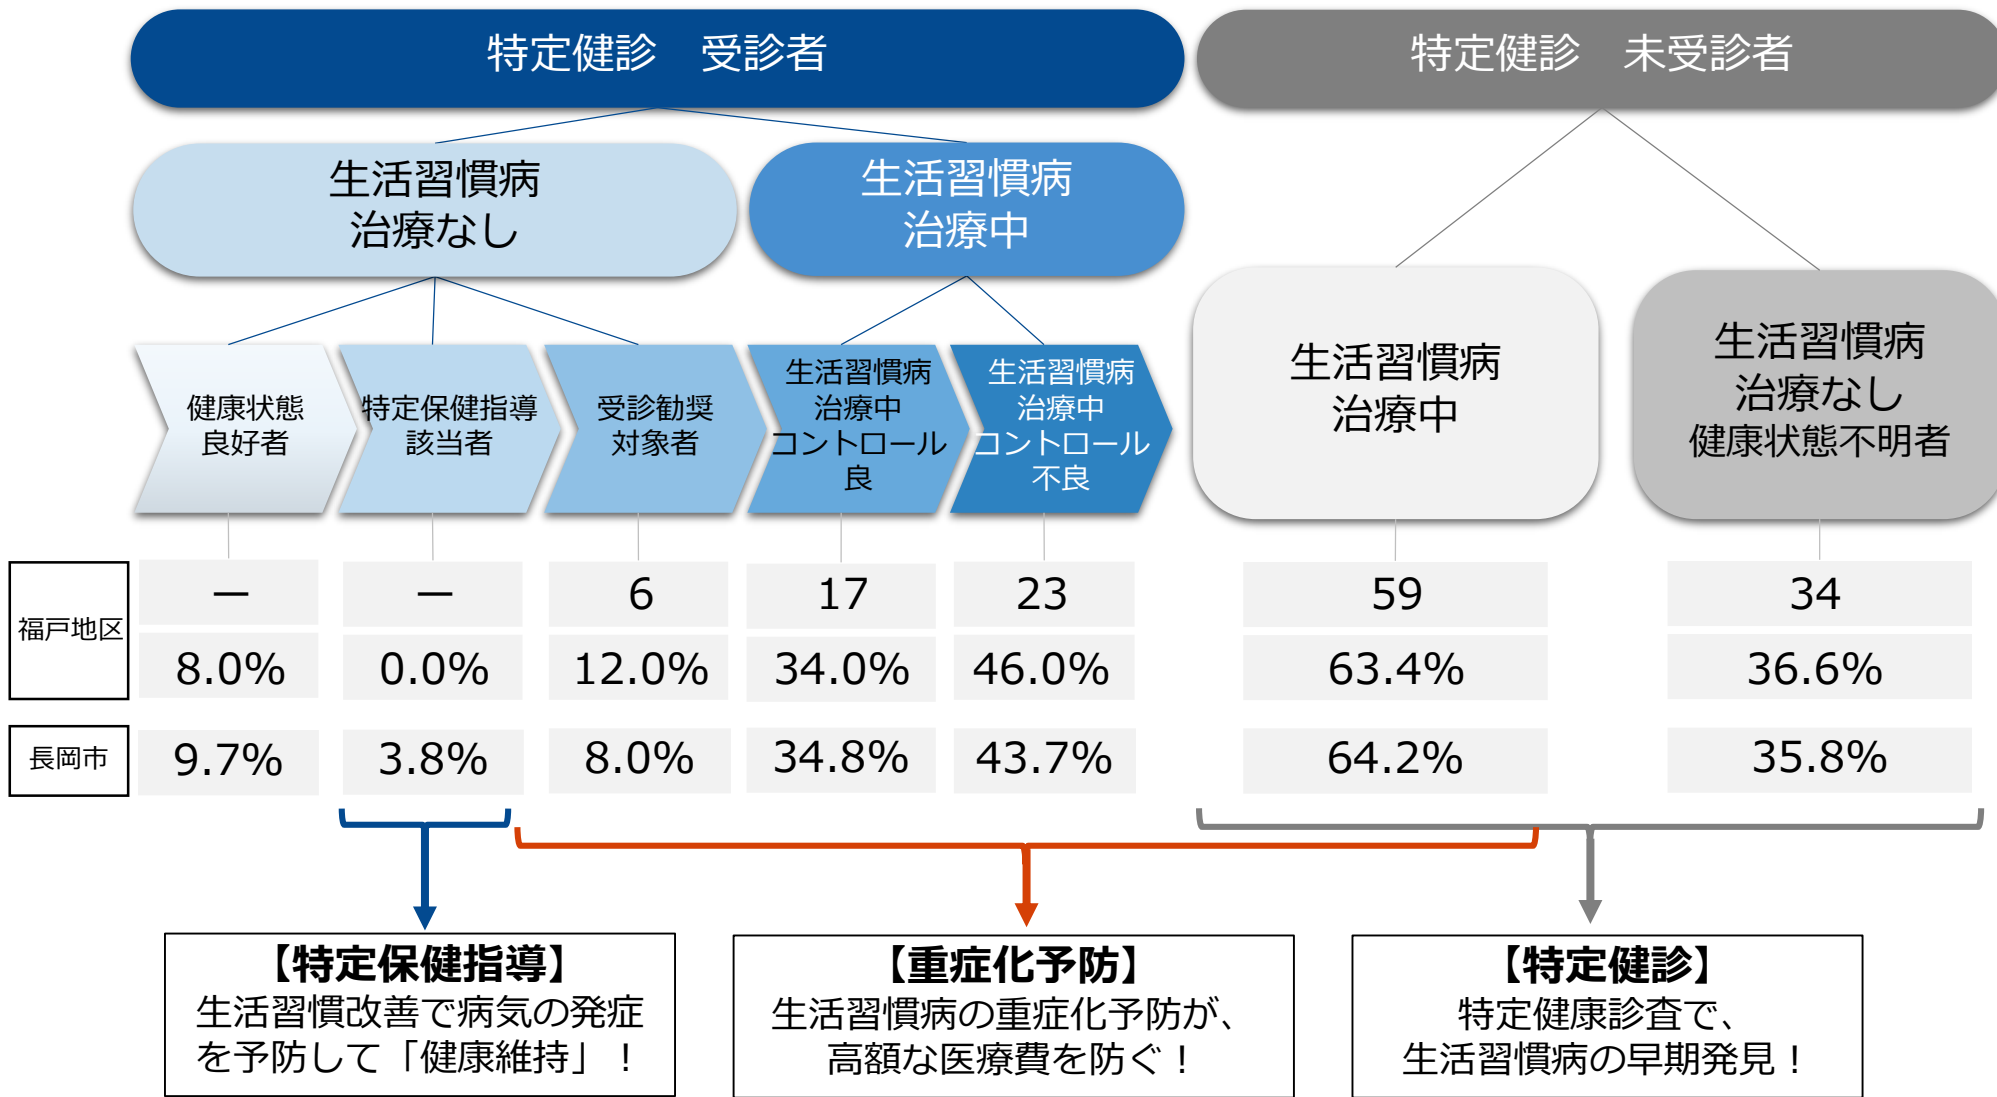 特定健診　受診者
特定健診　未受診者
生活習慣病
治療なし
生活習慣病
治療中
健康状態
良好者
特定保健指導
該当者
受診勧奨
対象者
生活習慣病
治療中
コントロール
良
生活習慣病
治療中
コントロール
不良
生活習慣病
治療中
生活習慣病
治療なし
健康状態不明者
福戸地区
ー ー 6 17 23 59 34
8.0% 0.0% 12.0% 34.0% 46.0% 63.4% 36.6%
長岡市 9.7% 3.8% 8.0% 34.8% 43.7% 64.2% 35.8%
【特定保健指導】
生活習慣改善で病気の発症
を予防して「健康維持」！
【重症化予防】
生活習慣病の重症化予防が、
高額な医療費を防ぐ！
【特定健診】
特定健康診査で、
生活習慣病の早期発見！